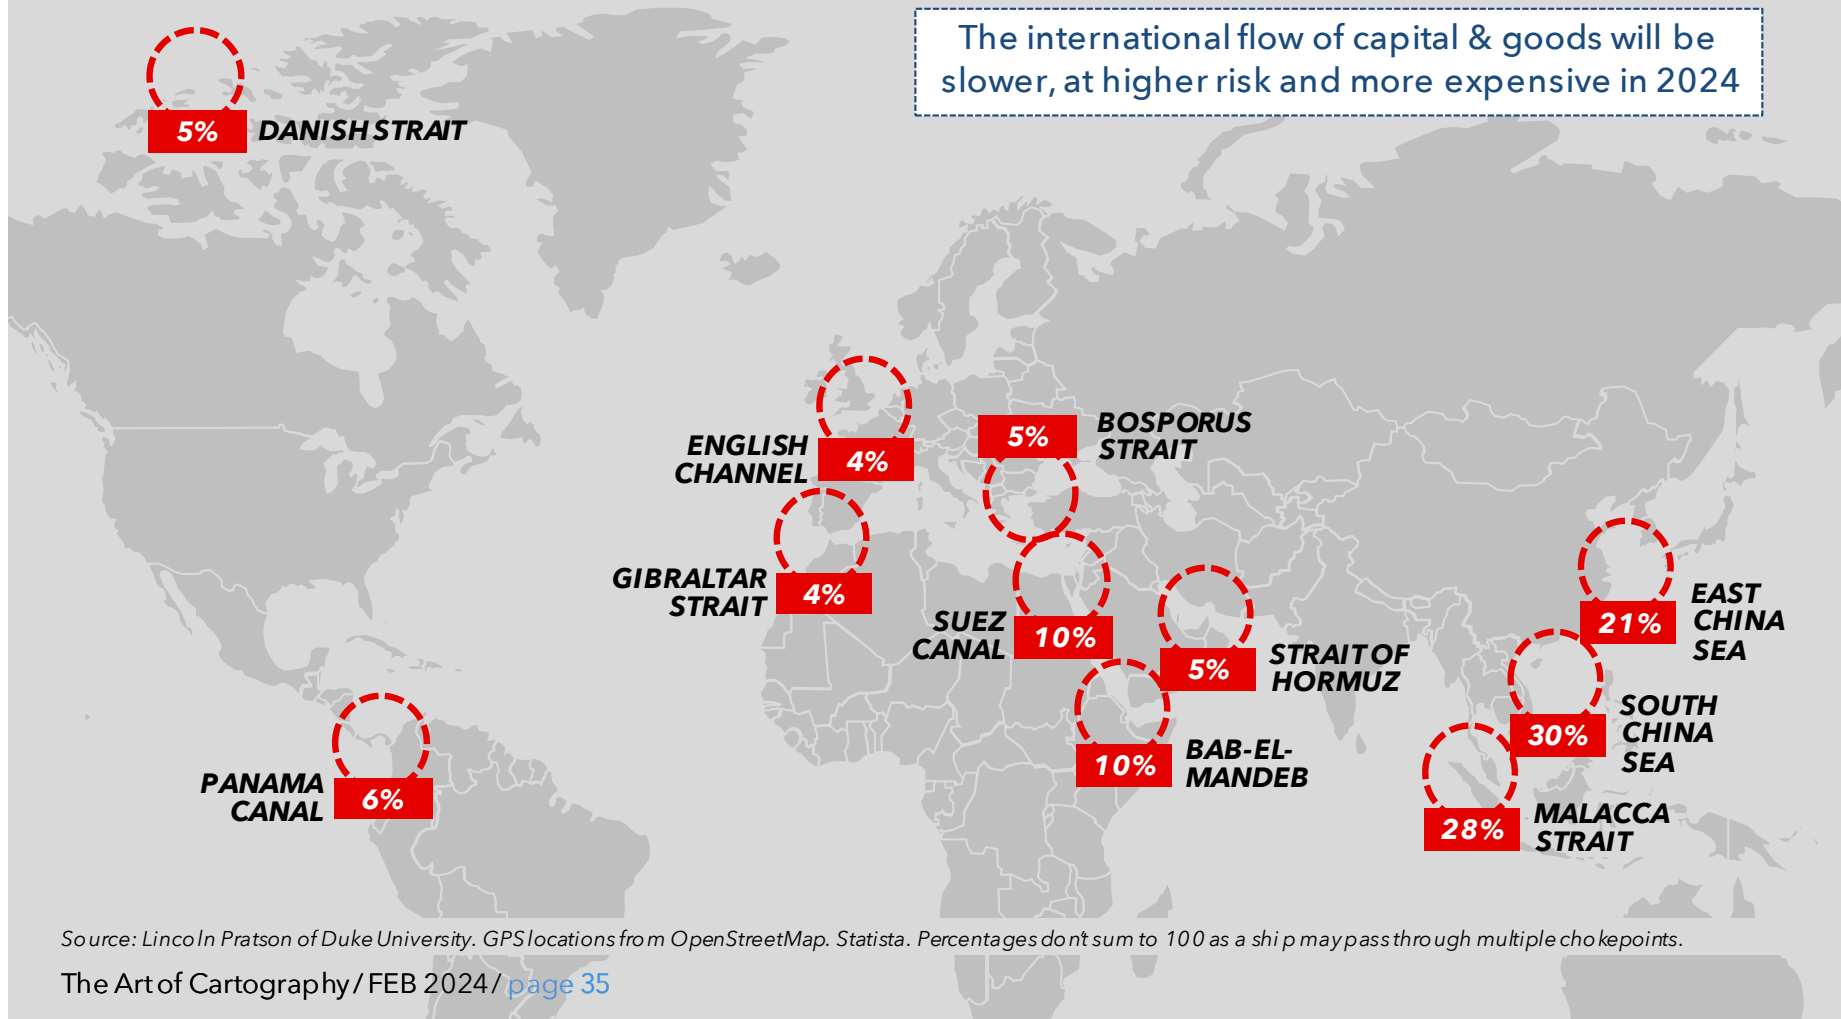 The international flow of capital & goods will be
slower, at higher risk and more expensive in 2024
5%
DANISH STRAIT
ENGLISH
CHANNEL
4%
5%
BOSPORUS
STRAIT
GIBRALTAR
STRAIT
4%
SUEZ
CANAL
10%
5%
STRAIT OF
HORMUZ
21%
EAST
CHINA
SEA
30%
SOUTH
CHINA
SEA
10%
BAB-EL-
MANDEB
PANAMA
CANAL
6%
28%
MALACCA
STRAIT
Source: Lincoln Pratson of Duke University. GPS locations from OpenStreetMap. Statista. Percentages don't sum to 100 as a ship may pass through multiple chokepoints.
The Art of Cartography / FEB 2024 / page 35